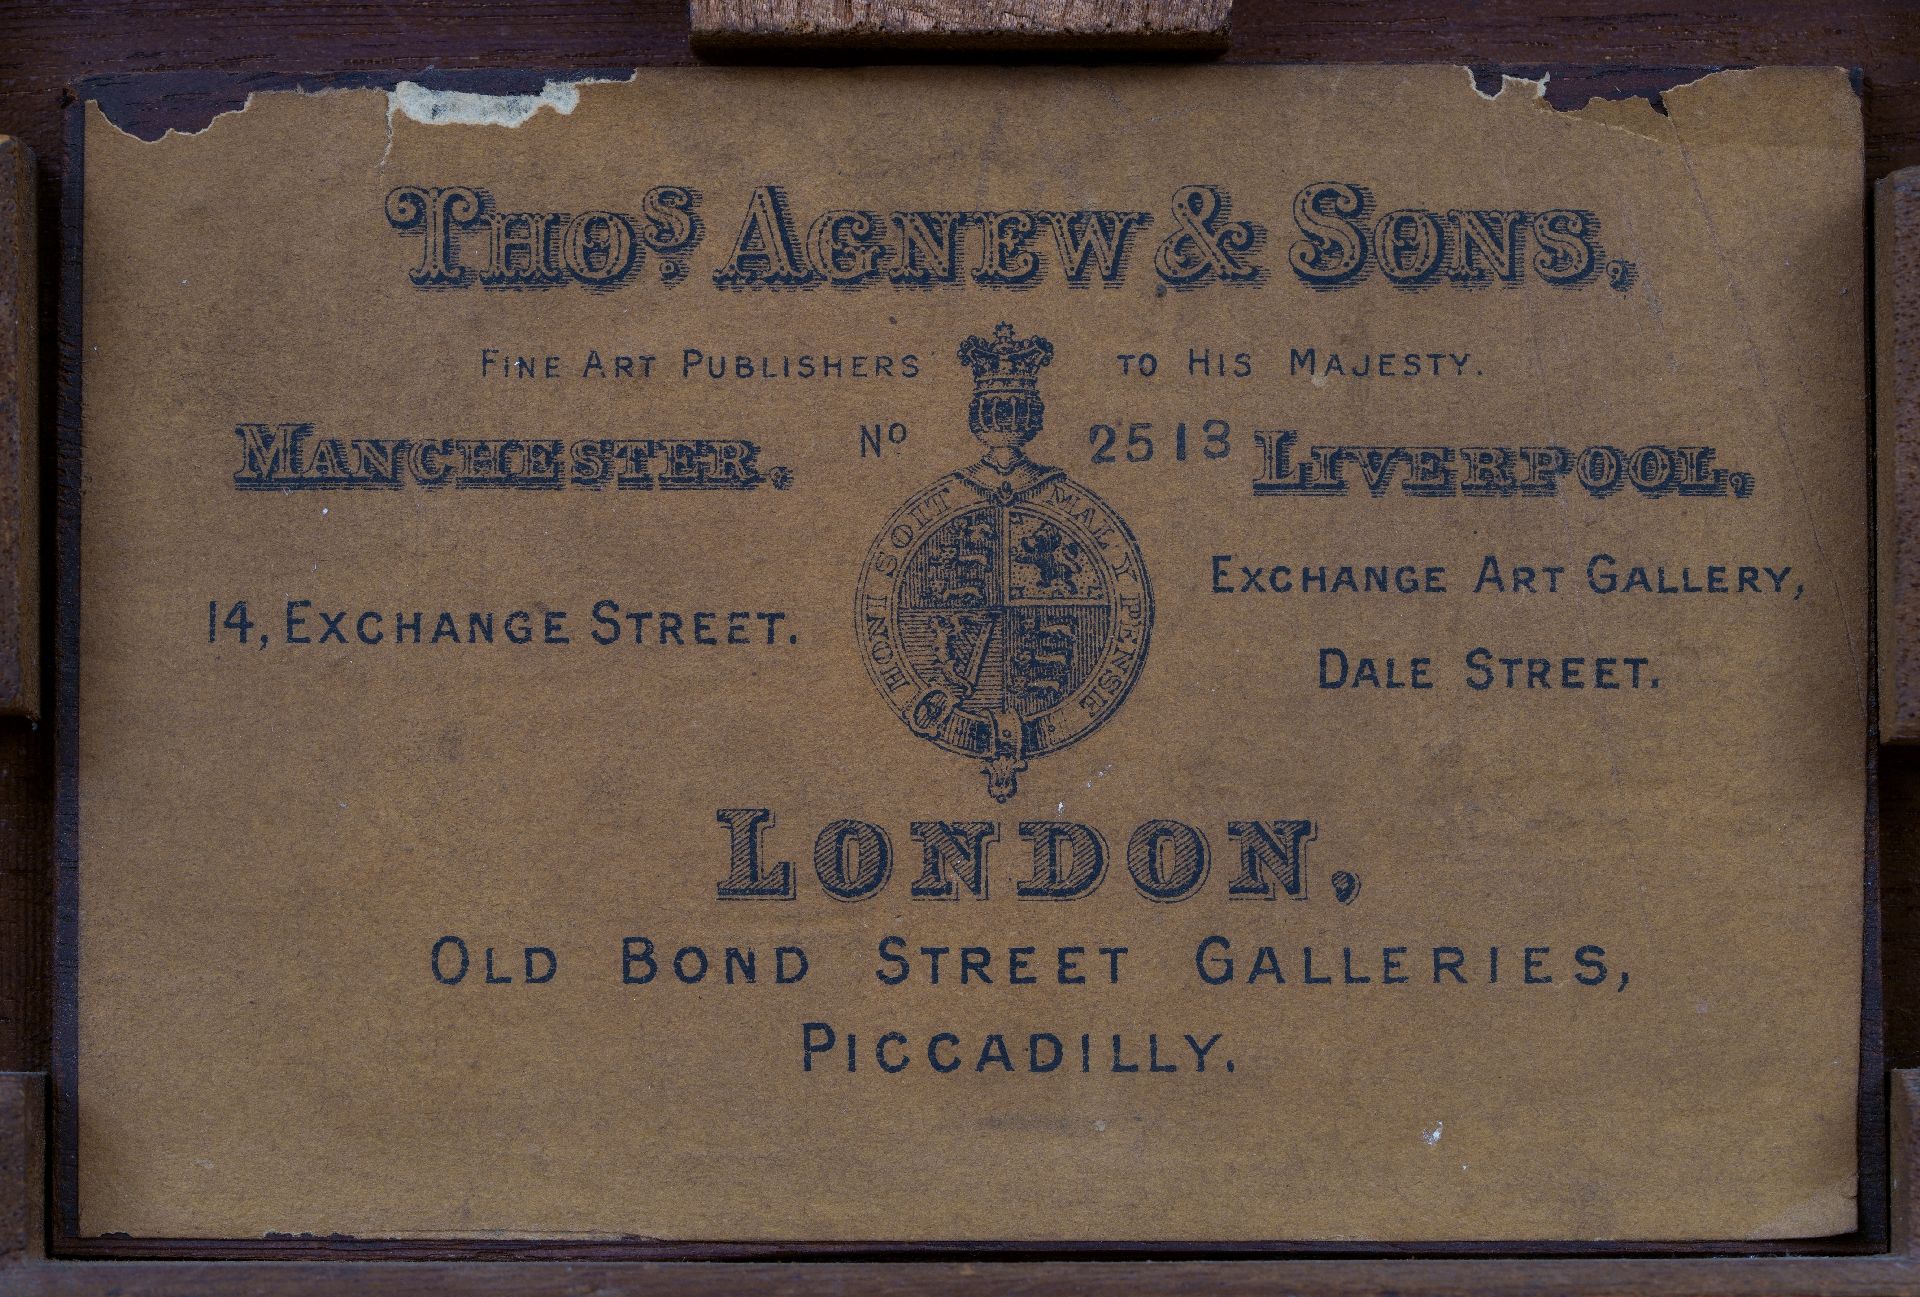 THOS. AGNEW & SONS,
FINE ART PUBLISHERS TO HIS MAJESTY.
MANCHESTER, No 2513 LIVERPOOL,
HONI SOIT MAL Y PENSE
14, EXCHANGE STREET.
EXCHANGE ART GALLERY,
DALE STREET.
LONDON,
OLD BOND STREET GALLERIES,
PICCADILLY.